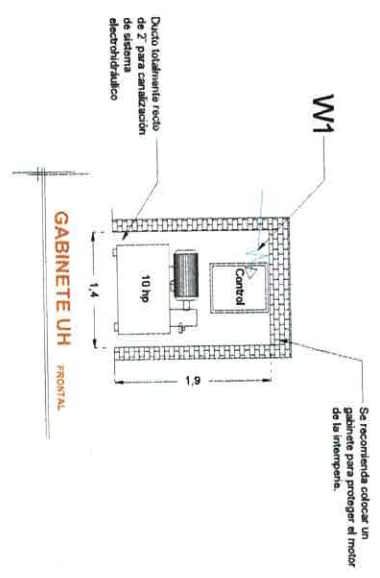 Se recomienda colocar un
gabinete para proteger el motor
de la intemperie.
W1
Control
10 hp
1,9
1,4
Ducto totalmente recto
de 2" para canalización
de sistema
electrohidráulico
GABINETE UH FRONTAL